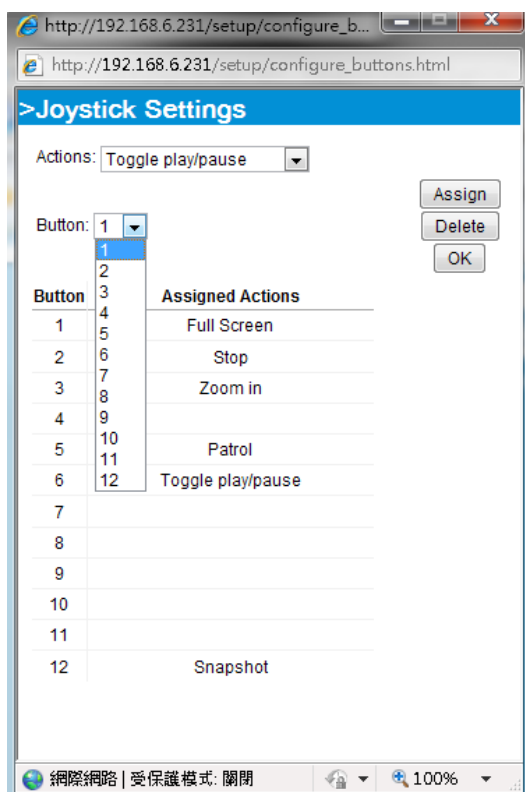 http://192.168.6.231/setup/configure_b...
http://192.168.6.231/setup/configure_buttons.html
>Joystick Settings
Actions: Toggle play/pause
Assign
Button: 1
Delete
OK
1
2
3
4
5
6
7
8
9
10
11
12
Button Assigned Actions
1 Full Screen
2 Stop
3 Zoom in
4
5 Patrol
6 Toggle play/pause
7
8
9
10
11
12 Snapshot
網際網路 | 受保護模式: 關閉 100%